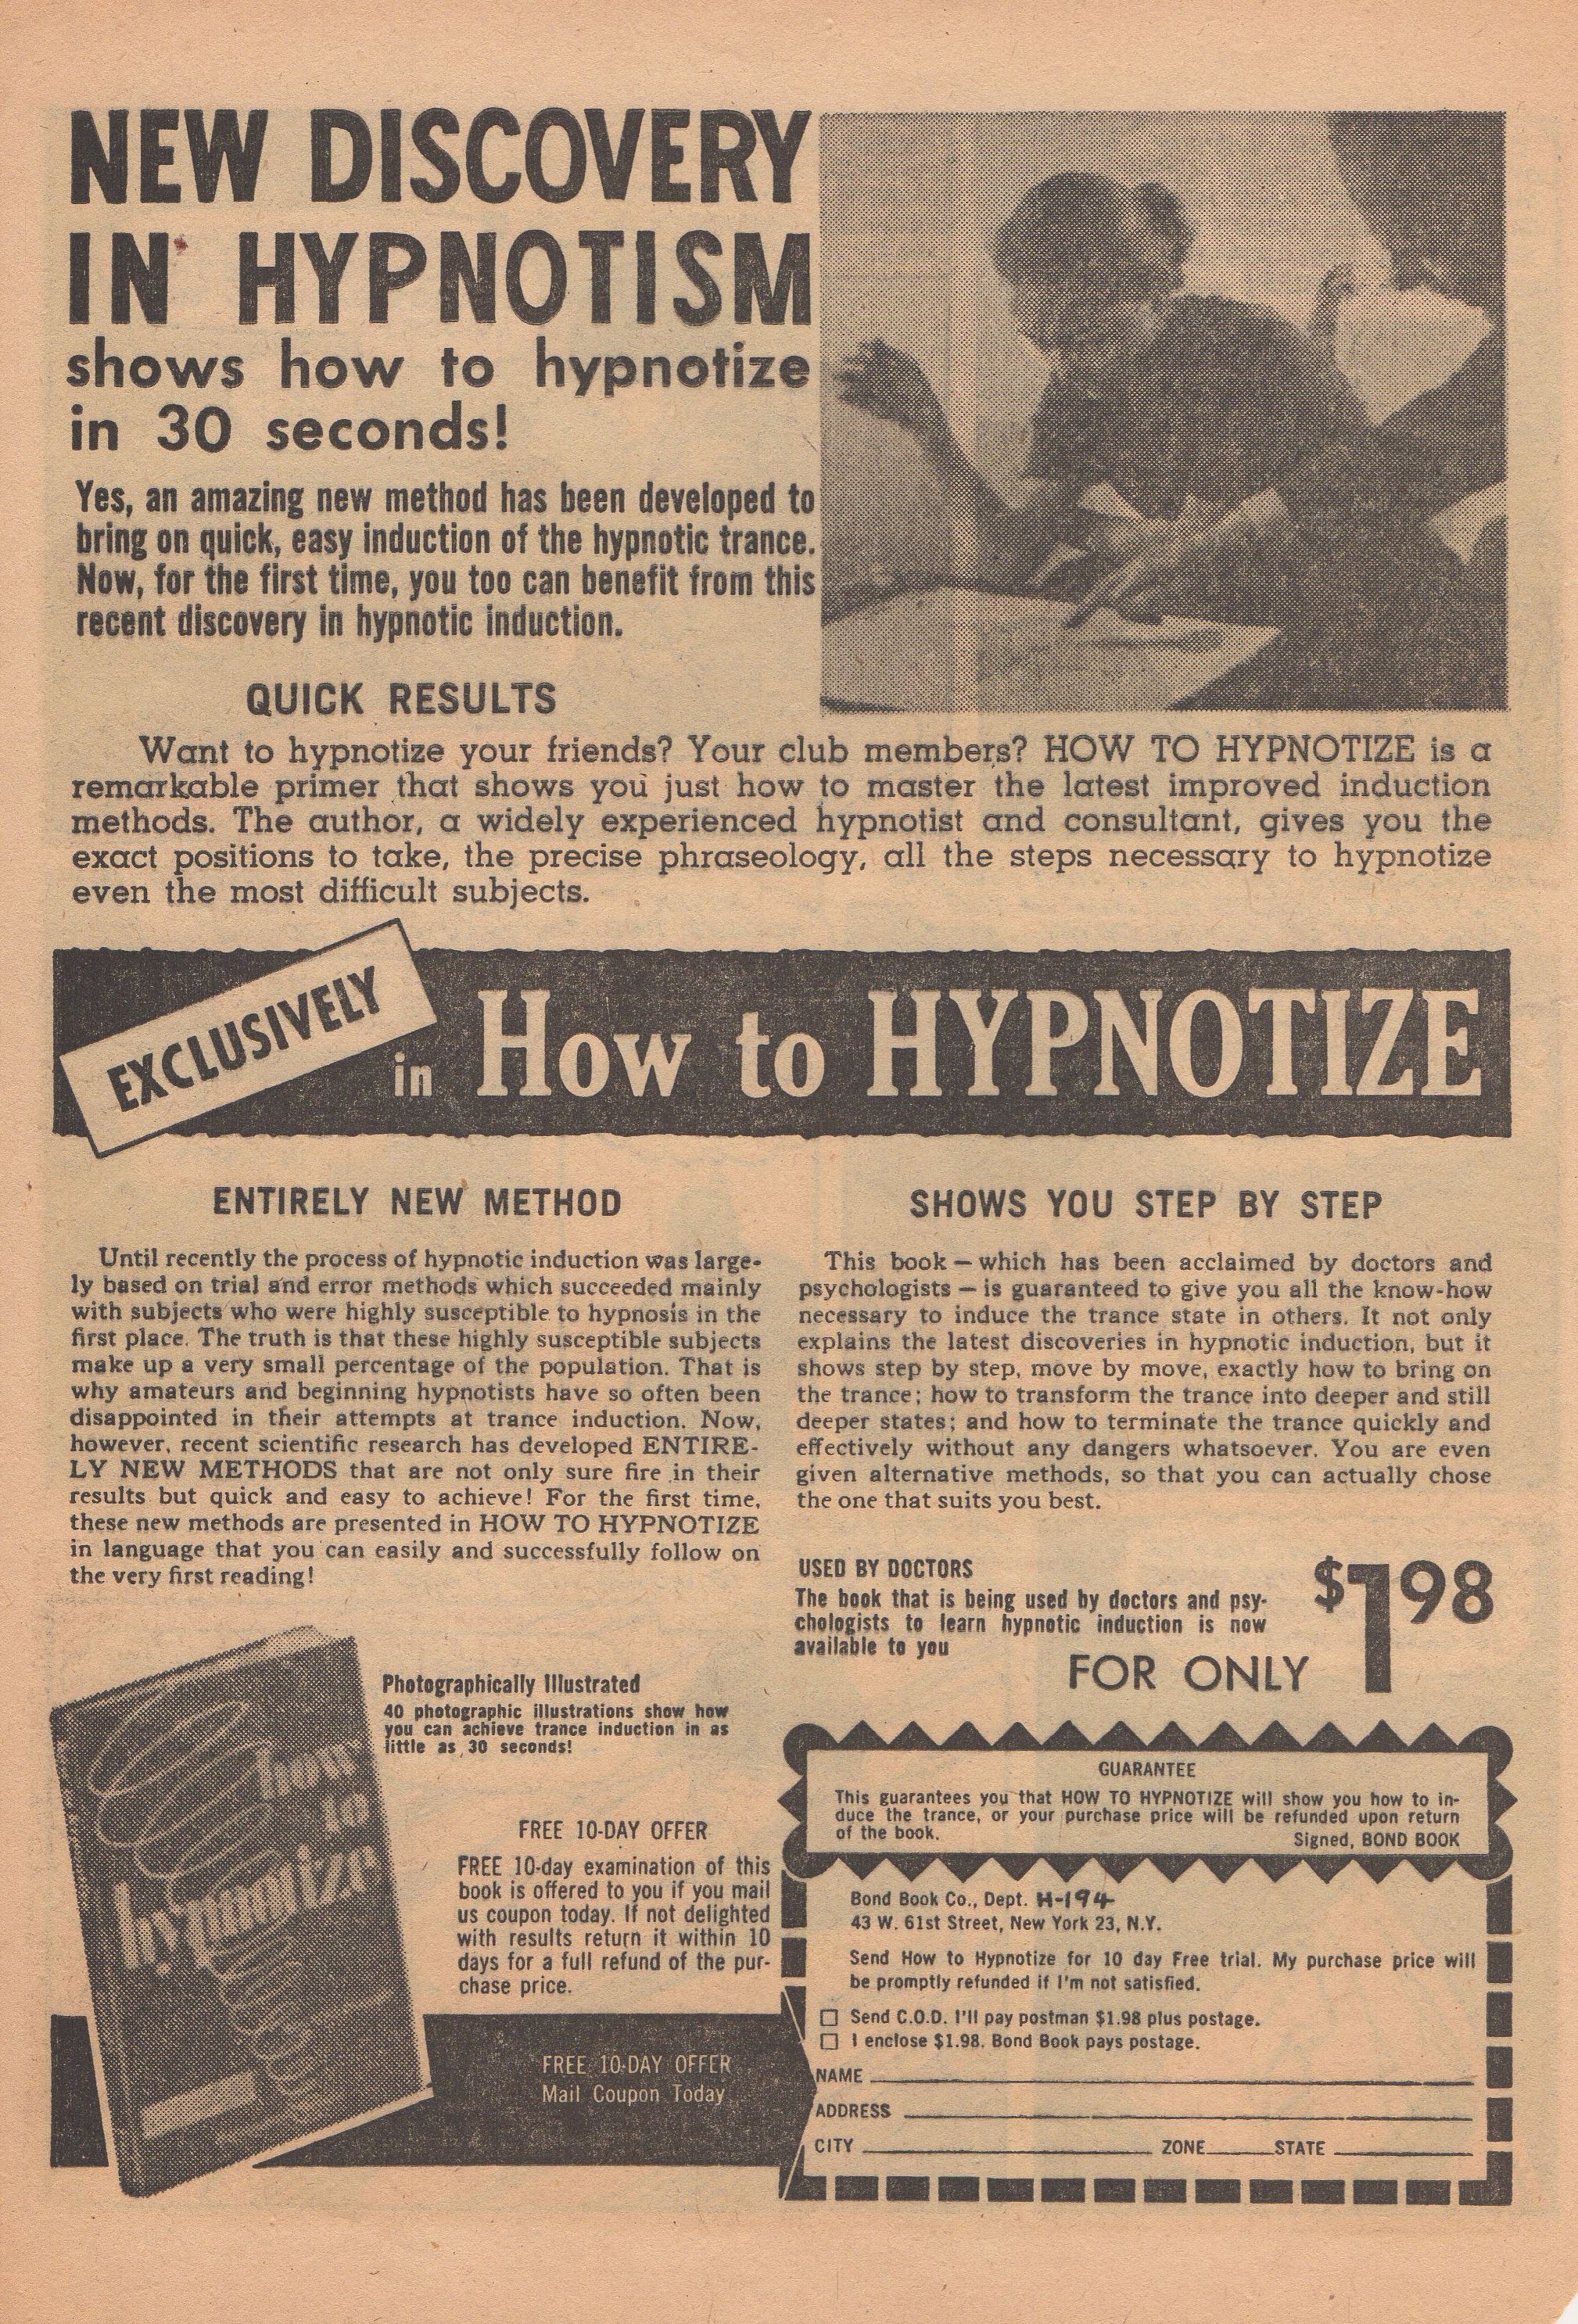 NEW DISCOVERY
IN HYPNOTISM
shows how to hypnotize
in 30 seconds!
Yes, an amazing new method has been developed to
bring on quick, easy induction of the hypnotic trance.
Now, for the first time, you too can benefit from this
recent discovery in hypnotic induction.
QUICK RESULTS
Want to hypnotize your friends? Your club members? HOW TO HYPNOTIZE is a
remarkable primer that shows you just how to master the latest improved induction
methods. The author, a widely experienced hypnotist and consultant, gives you the
exact positions to take, the precise phraseology, all the steps necessary to hypnotize
even the most difficult subjects.
EXCLUSIVELY
in How to HYPNOTIZE
ENTIRELY NEW METHOD
Until recently the process of hypnotic induction was large-
ly based on trial and error methods which succeeded mainly
with subjects who were highly susceptible to hypnosis in the
first place. The truth is that these highly susceptible subjects
make up a very small percentage of the population. That is
why amateurs and beginning hypnotists have so often been
disappointed in their attempts at trance induction. Now,
however, recent scientific research has developed ENTIRE-
LY NEW METHODS that are not only sure fire in their
results but quick and easy to achieve! For the first time,
these new methods are presented in HOW TO HYPNOTIZE
in language that you can easily and successfully follow on
the very first reading!
SHOWS YOU STEP BY STEP
This book — which has been acclaimed by doctors and
psychologists — is guaranteed to give you all the know-how
necessary to induce the trance state in others. It not only
explains the latest discoveries in hypnotic induction, but it
shows step by step, move by move, exactly how to bring on
the trance; how to transform the trance into deeper and still
deeper states; and how to terminate the trance quickly and
effectively without any dangers whatsoever. You are even
given alternative methods, so that you can actually chose
the one that suits you best.
USED BY DOCTORS
The book that is being used by doctors and psy-
chologists to learn hypnotic induction is now
available to you
FOR ONLY
$1 98
how
to
hypnotize
Photographically Illustrated
40 photographic illustrations show how
you can achieve trance induction in as
little as 30 seconds!
FREE 10-DAY OFFER
FREE 10-day examination of this
book is offered to you if you mail
us coupon today. If not delighted
with results return it within 10
days for a full refund of the pur-
chase price.
FREE 10-DAY OFFER
Mail Coupon Today
GUARANTEE
This guarantees you that HOW TO HYPNOTIZE will show you how to in-
duce the trance, or your purchase price will be refunded upon return
of the book.
Signed, BOND BOOK
Bond Book Co., Dept. H-194
43 W. 61st Street, New York 23, N.Y.
Send How to Hypnotize for 10 day Free trial. My purchase price will
be promptly refunded if I'm not satisfied.
Send C.O.D. I'll pay postman $1.98 plus postage.
I enclose $1.98. Bond Book pays postage.
NAME
ADDRESS
CITY ZONE STATE